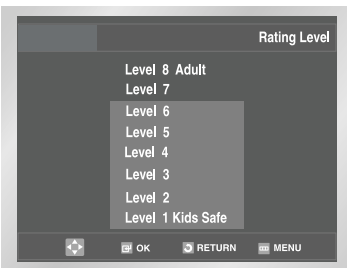 Rating Level
Level 8 Adult
Level 7
Level 6
Level 5
Level 4
Level 3
Level 2
Level 1 Kids Safe
OK RETURN MENU